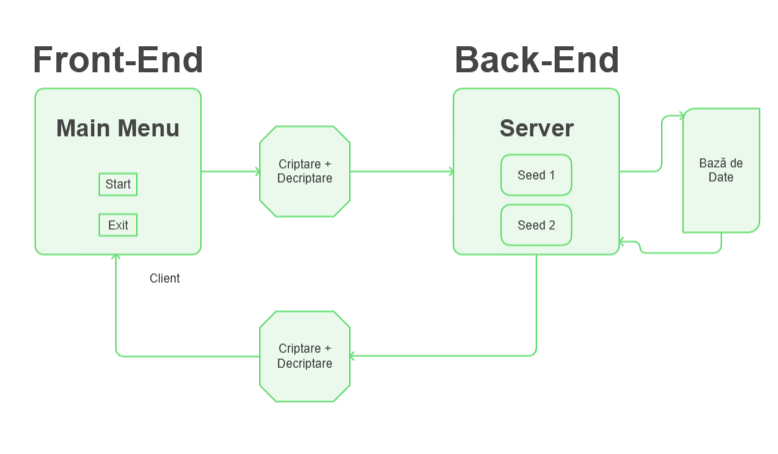 Front-End
Back-End
Main Menu
Start
Exit
Client
Criptare +
Decriptare
Server
Seed 1
Seed 2
Bază de
Date
Criptare +
Decriptare